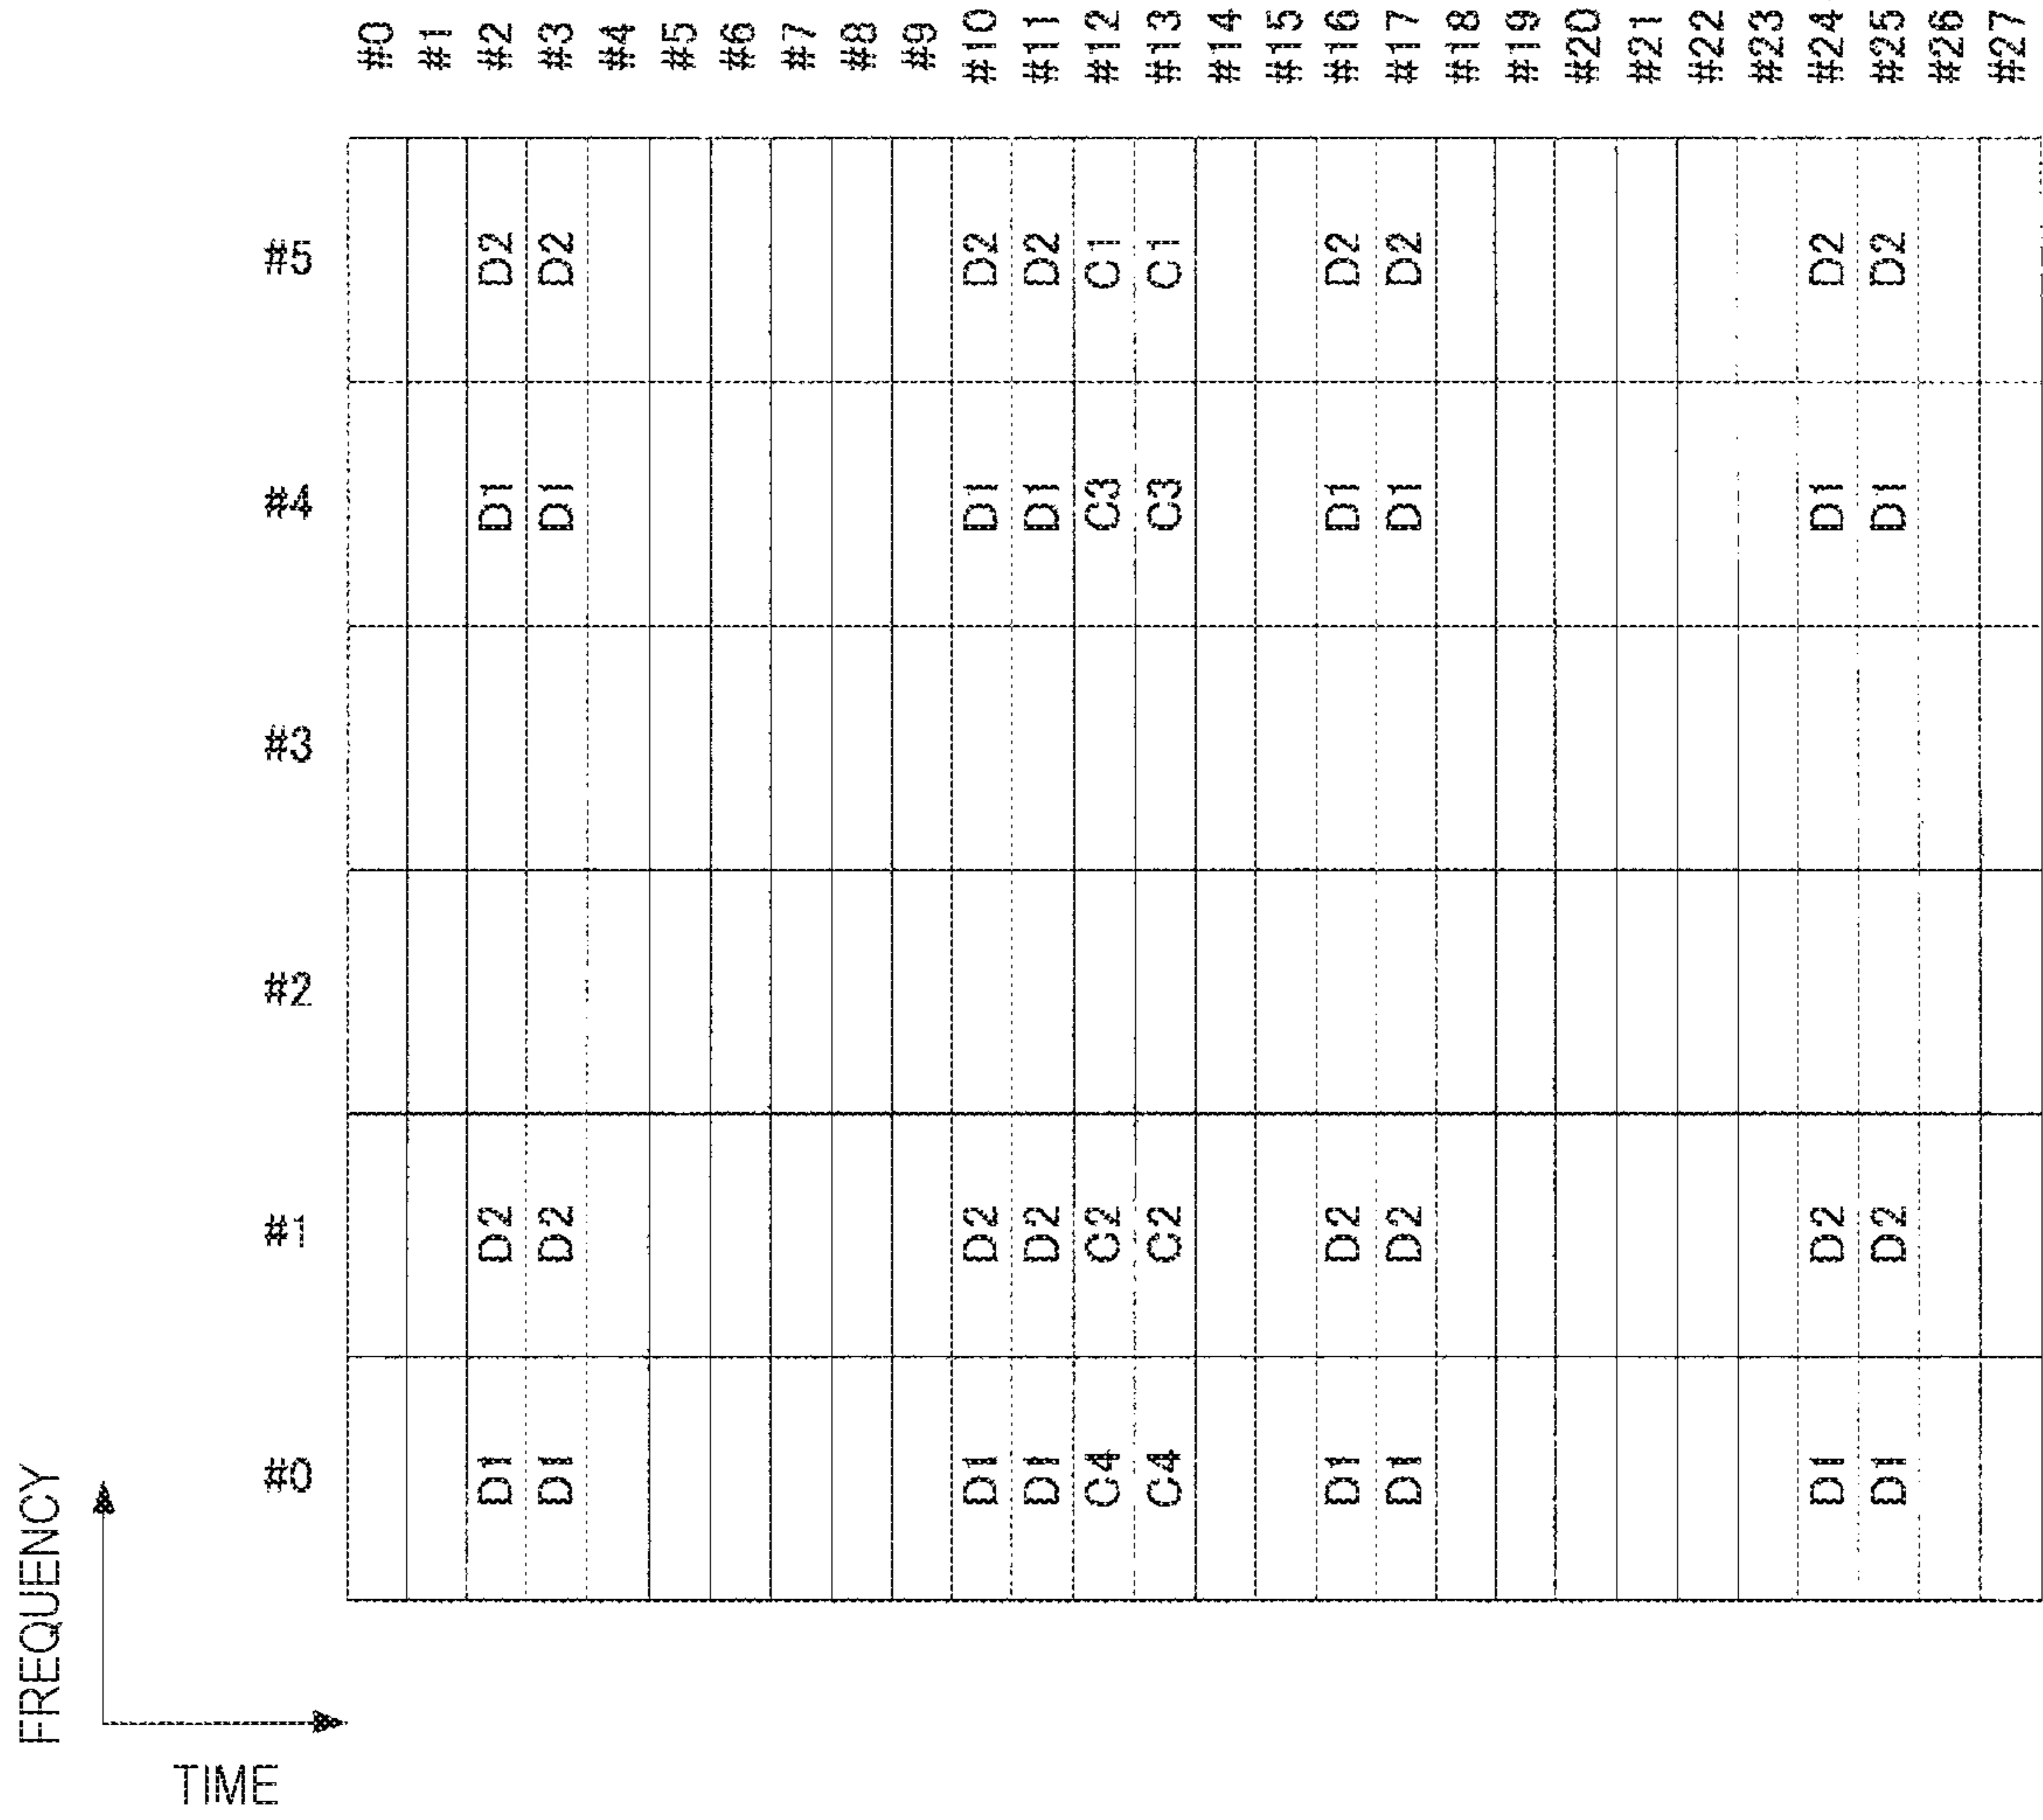 #0 #1 #2 #3 #4 #5 #6 #7 #8 #9 #10 #11 #12 #13 #14 #15 #16 #17 #18 #19 #20 #21 #22 #23 #24 #25 #26 #27
#5 D2 D2 D2 D2 C1 C1 D2 D2 D2 D2
#4 D1 D1 D1 D1 C3 C3 D1 D1 D1 D1
#3
#2
#1 D2 D2 D2 D2 C2 C2 D2 D2 D2 D2
#0 D1 D1 D1 D1 C4 C4 D1 D1 D1 D1
FREQUENCY
TIME